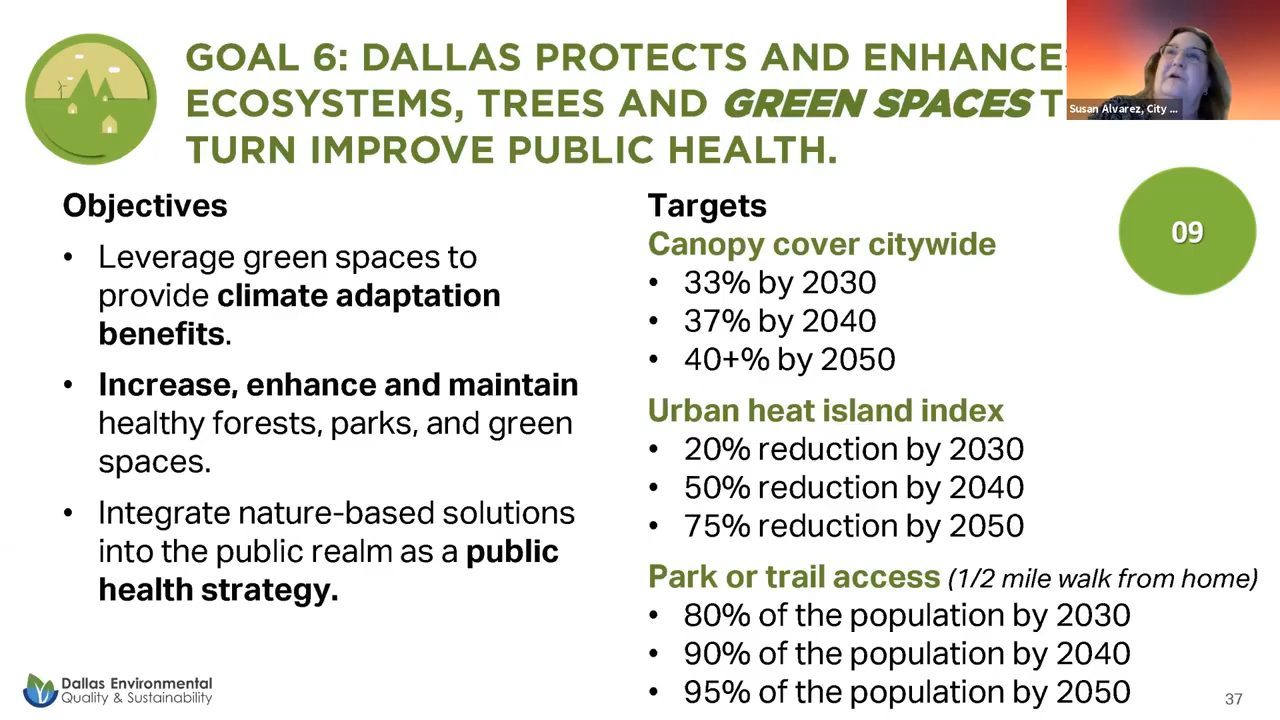 GOAL 6: DALLAS PROTECTS AND ENHANCES
ECOSYSTEMS, TREES AND GREEN SPACES T
TURN IMPROVE PUBLIC HEALTH.
Susan Alvarez, City ...
09
Objectives
• Leverage green spaces to
provide climate adaptation
benefits.
• Increase, enhance and maintain
healthy forests, parks, and green
spaces.
• Integrate nature-based solutions
into the public realm as a public
health strategy.
Targets
Canopy cover citywide
• 33% by 2030
• 37% by 2040
• 40+% by 2050
Urban heat island index
• 20% reduction by 2030
• 50% reduction by 2040
• 75% reduction by 2050
Park or trail access (1/2 mile walk from home)
• 80% of the population by 2030
• 90% of the population by 2040
• 95% of the population by 2050
Dallas Environmental
Quality & Sustainability
37